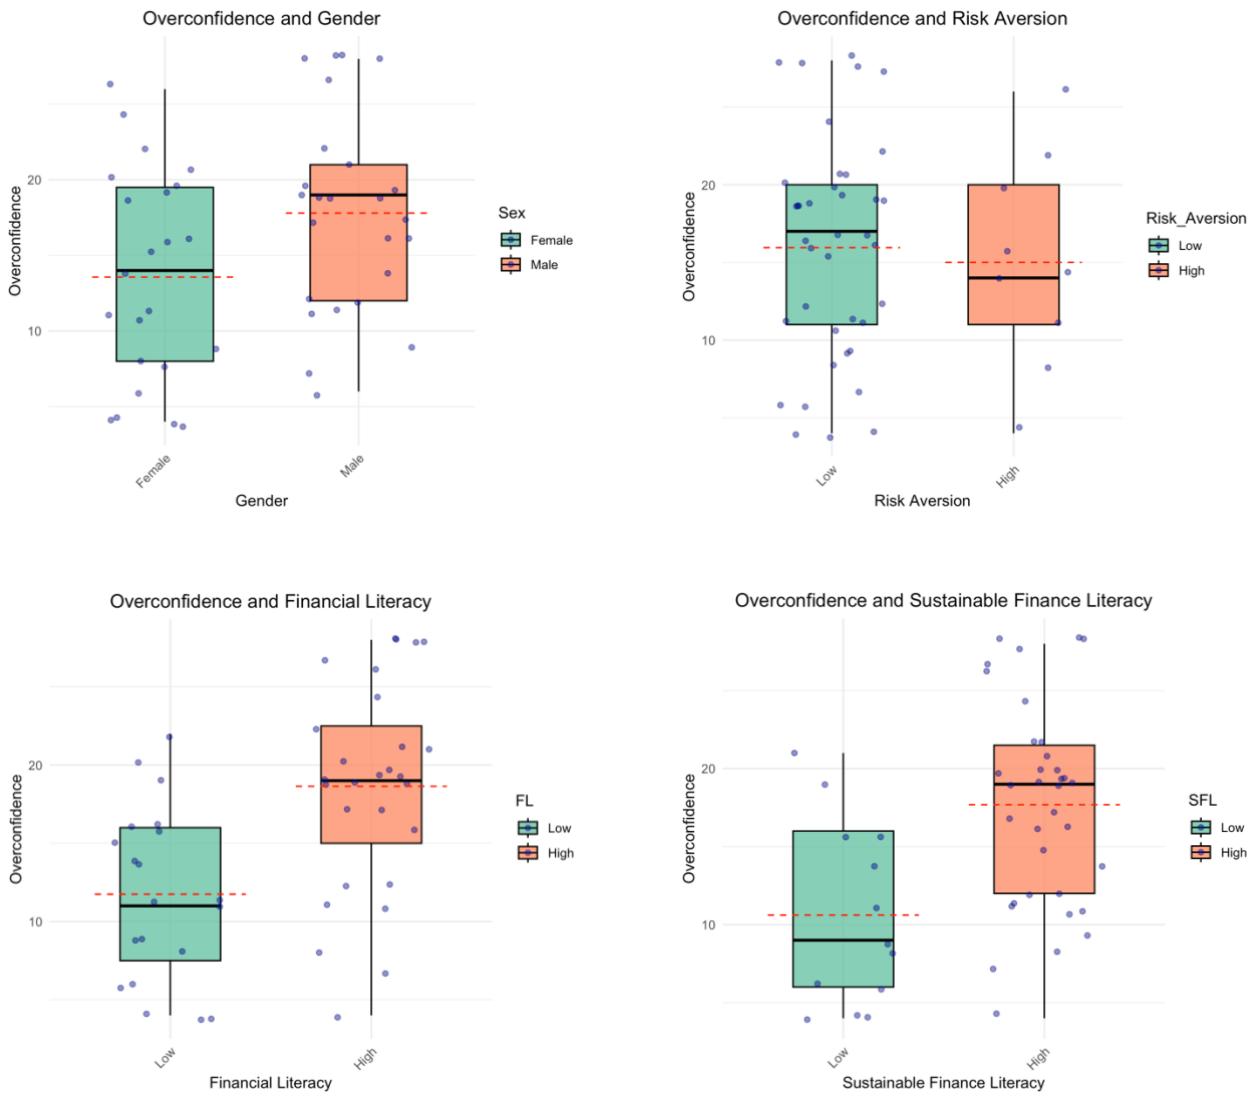 Overconfidence and Gender
Overconfidence
20
10
Female
Male
Gender
Sex
Female
Male
Overconfidence and Risk Aversion
Overconfidence
20
10
Low
High
Risk Aversion
Risk_Aversion
Low
High
Overconfidence and Financial Literacy
Overconfidence
20
10
Low
High
Financial Literacy
FL
Low
High
Overconfidence and Sustainable Finance Literacy
Overconfidence
20
10
Low
High
Sustainable Finance Literacy
SFL
Low
High